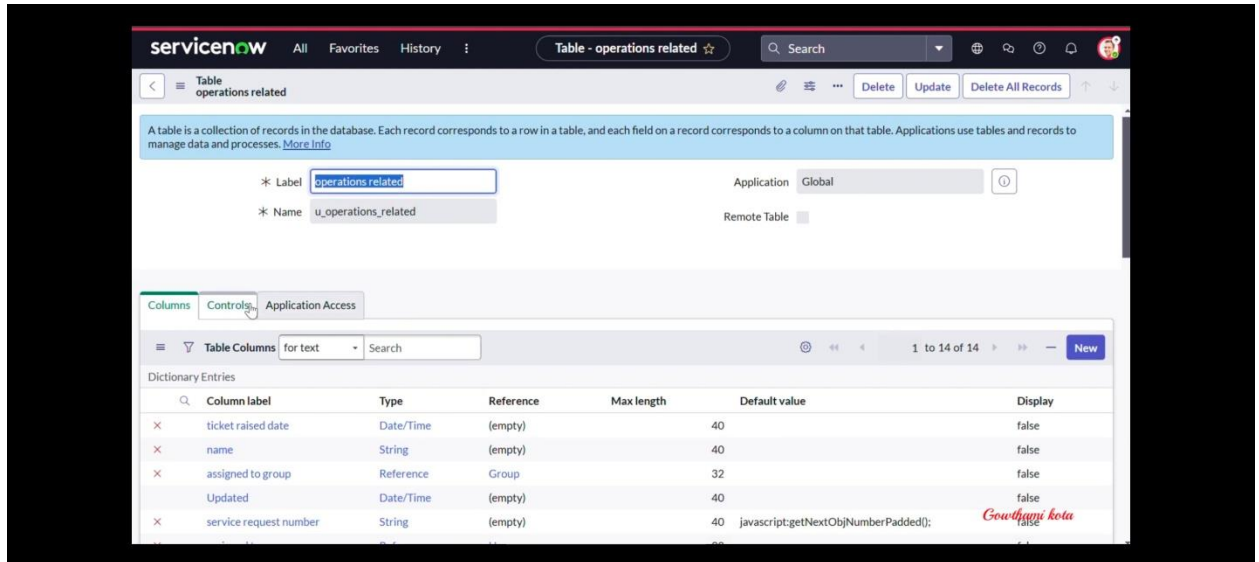 servicenow All Favorites History Table - operations related Search
Table
operations related Delete Update Delete All Records
A table is a collection of records in the database. Each record corresponds to a row in a table, and each field on a record corresponds to a column on that table. Applications use tables and records to
manage data and processes. More Info
Label operations related Application Global
Name u_operations_related Remote Table
Columns Controls Application Access
Table Columns for text Search 1 to 14 of 14 New
Dictionary Entries
Column label Type Reference Max length Default value Display
ticket raised date Date/Time (empty) 40 false
name String (empty) 40 false
assigned to group Reference Group 32 false
Updated Date/Time (empty) 40 false
service request number String (empty) 40 javascript:getNextObjNumberPadded(); false
Gowthami kota